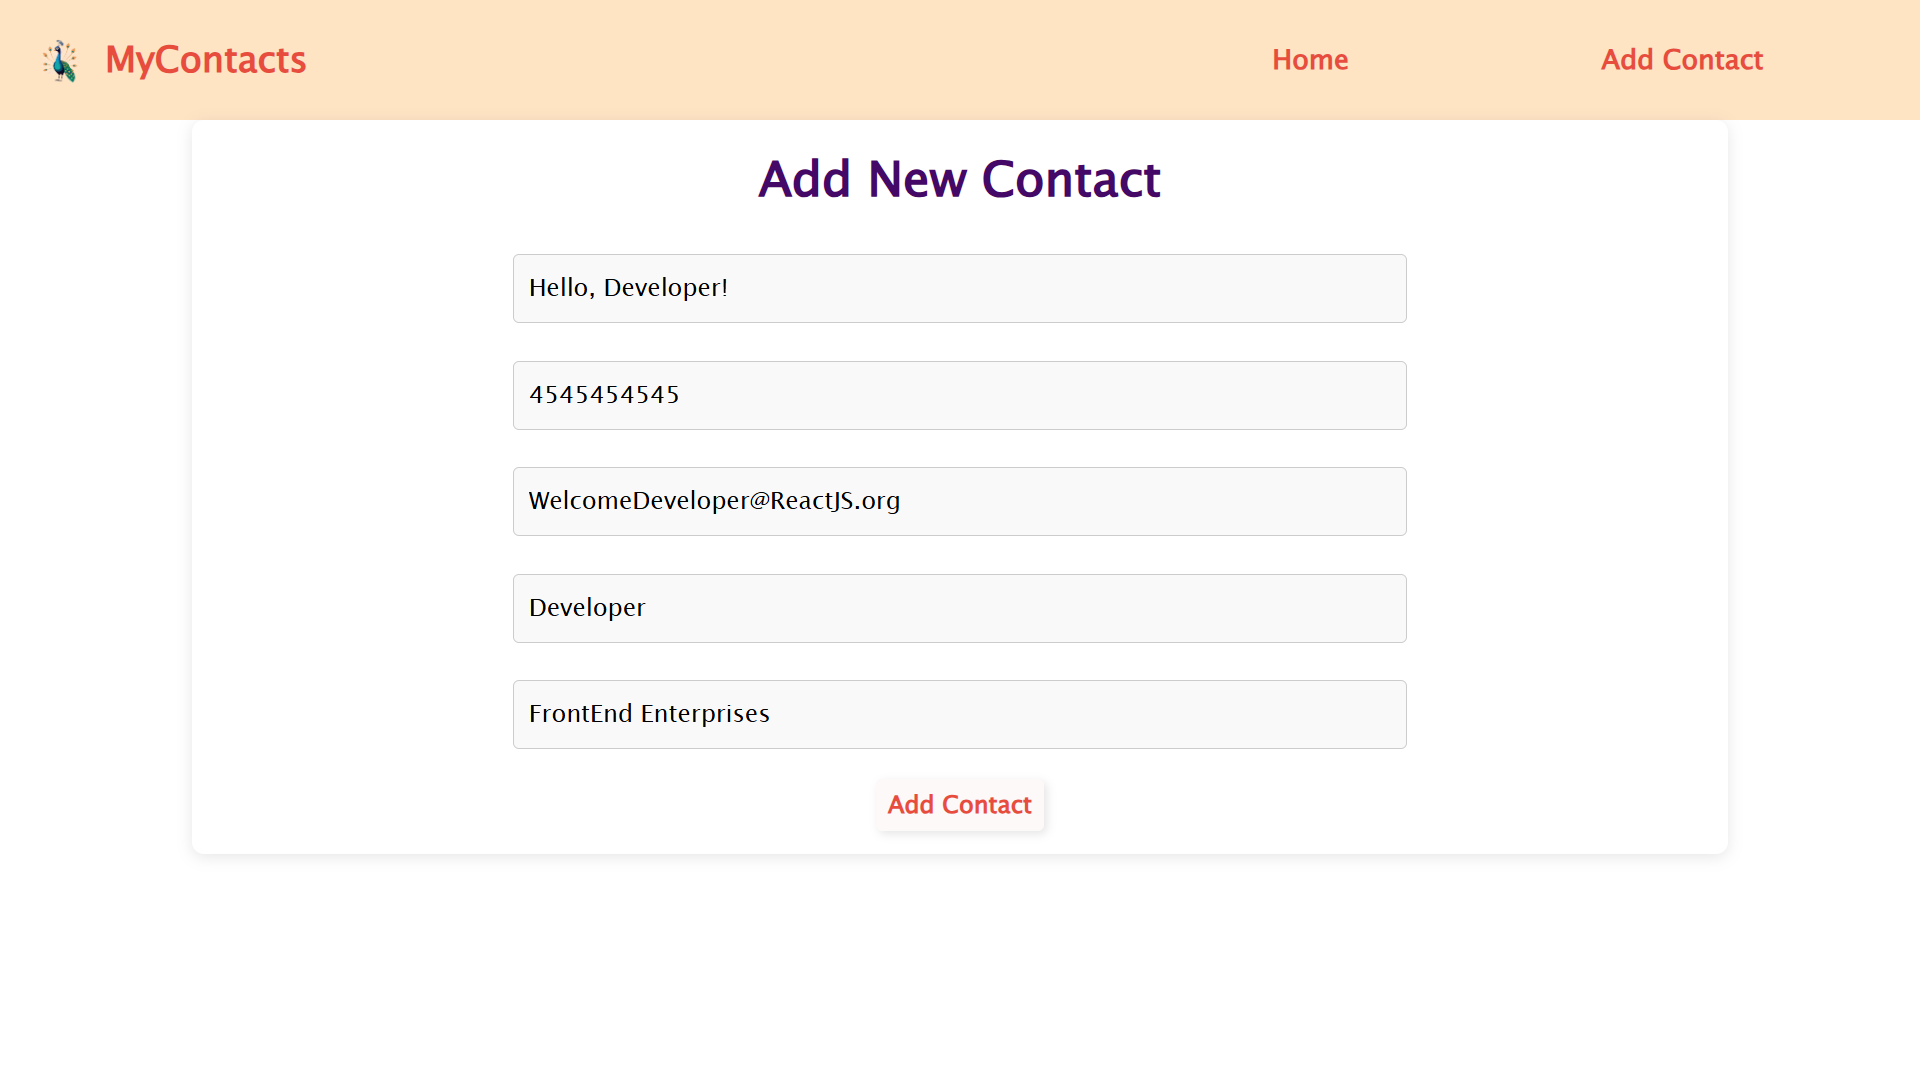 MyContacts
Home
Add Contact
Add New Contact
Hello, Developer!
4545454545
WelcomeDeveloper@ReactJS.org
Developer
FrontEnd Enterprises
Add Contact